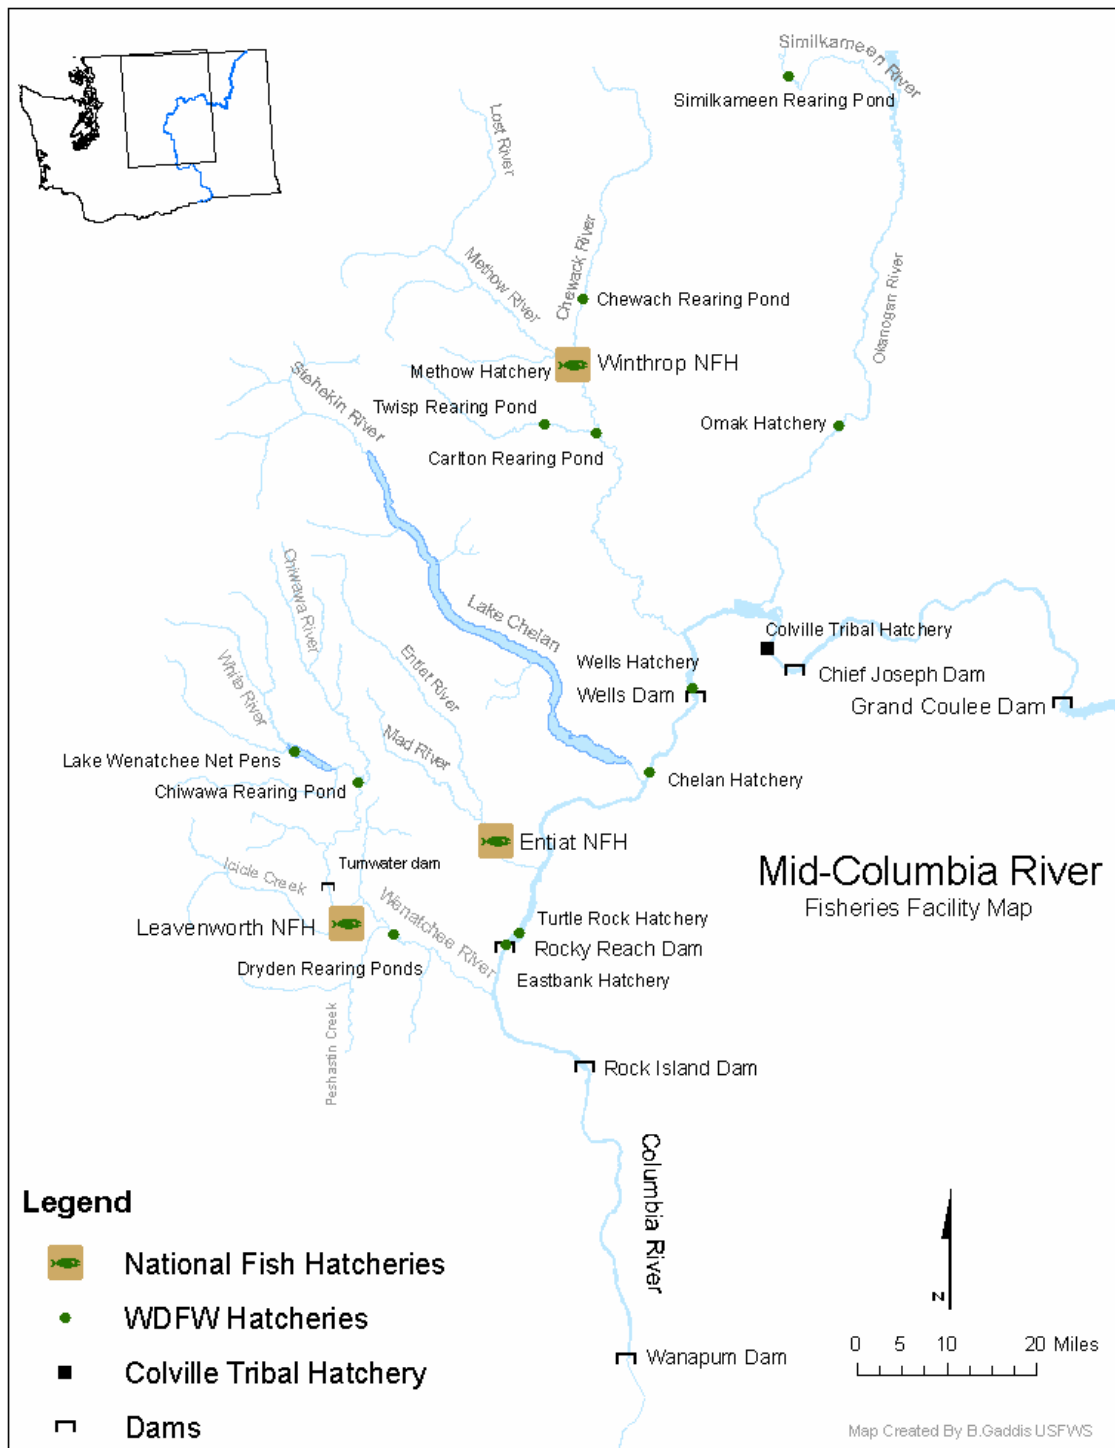 Similkameen River
Similkameen Rearing Pond
Lost River
Methow River
Chewack River
Okanogan River
Chewach Rearing Pond
Winthrop NFH
Methow Hatchery
Stehekin River
Twisp Rearing Pond
Omak Hatchery
Carlton Rearing Pond
Chiwawa River
Lake Chelan
White River
Entiat River
Mad River
Colville Tribal Hatchery
Wells Hatchery
Chief Joseph Dam
Wells Dam
Grand Coulee Dam
Lake Wenatchee Net Pens
Chelan Hatchery
Chiwawa Rearing Pond
Entiat NFH
Mid-Columbia River
Fisheries Facility Map
Tumwater dam
Icicle Creek
Wenatchee River
Leavenworth NFH
Turtle Rock Hatchery
Rocky Reach Dam
Dryden Rearing Ponds
Eastbank Hatchery
Peshastin Creek
Rock Island Dam
Columbia River
Wanapum Dam
Legend
National Fish Hatcheries
WDFW Hatcheries
Colville Tribal Hatchery
Dams
N
0 5 10 20 Miles
Map Created By B.Gaddis USFWS